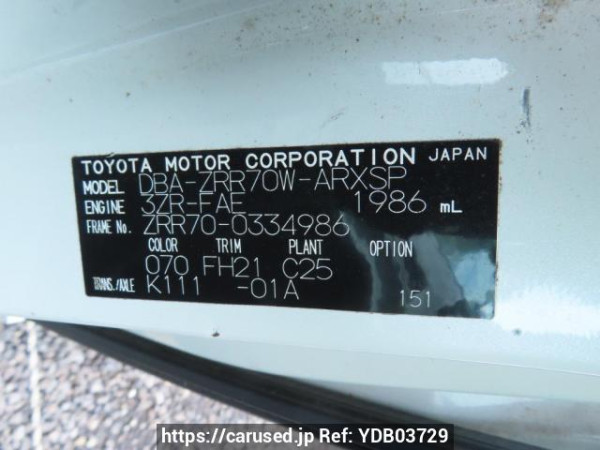 TOYOTA MOTOR CORPORATION JAPAN
MODEL DBA-ZRR70W-ARXSP
ENGINE 3ZR-FAE 1986 mL
FRAME No. ZRR70-0334986
COLOR TRIM PLANT OPTION
070 FH21 C25
TRANS./AXLE K111 -01A
151
https://carused.jp Ref: YDB03729